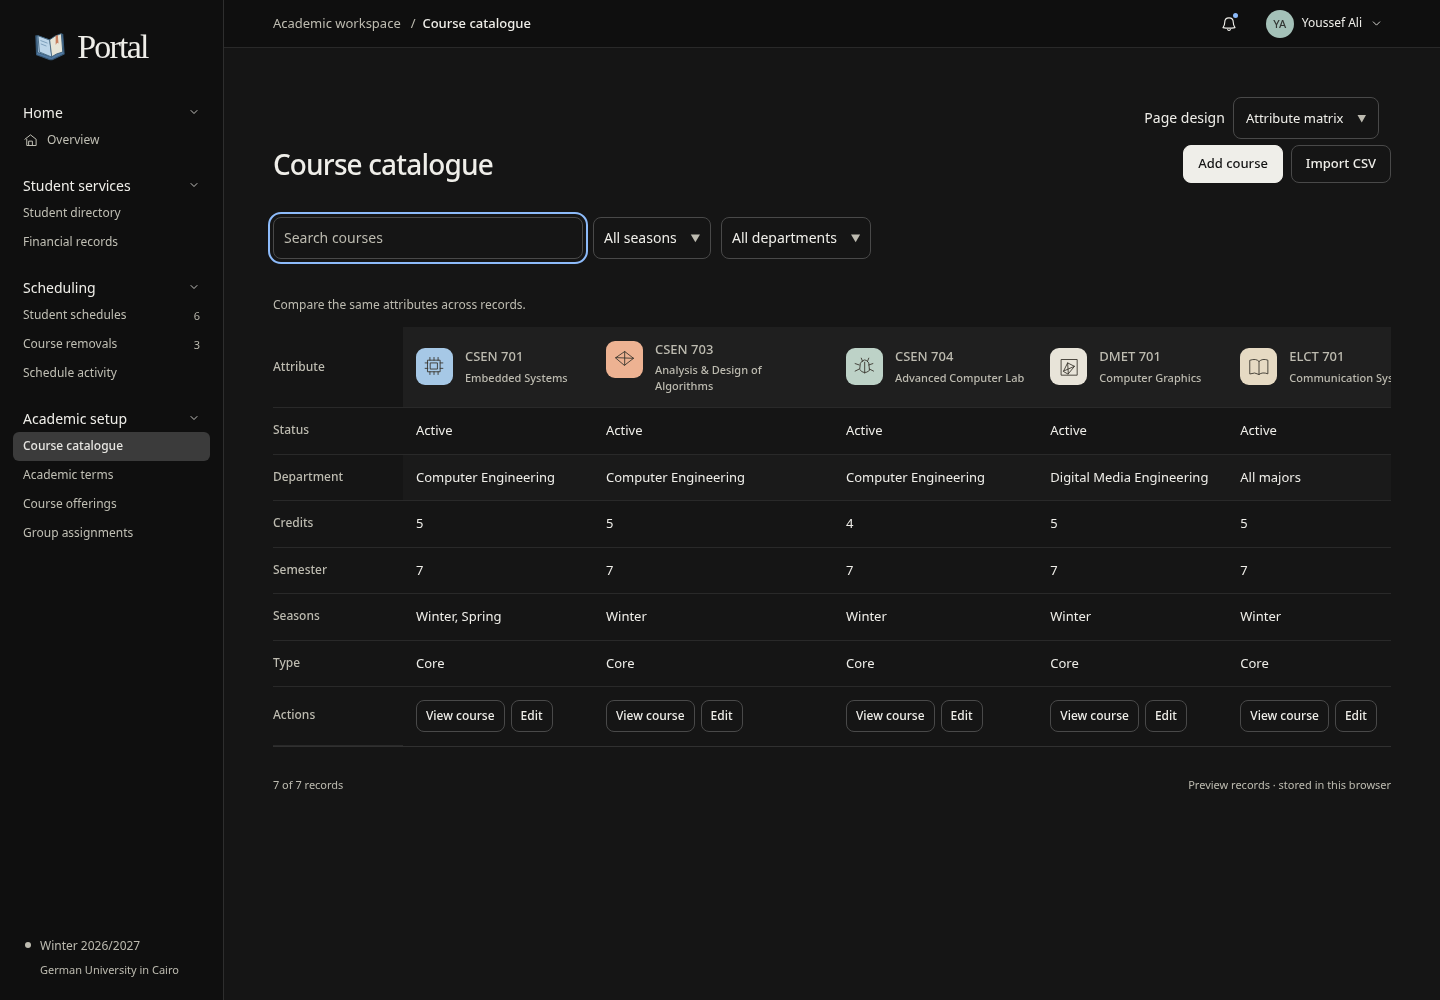 Portal
Home
Overview
Student services
Student directory
Financial records
Scheduling
Student schedules 6
Course removals 3
Schedule activity
Academic setup
Course catalogue
Academic terms
Course offerings
Group assignments
Winter 2026/2027
German University in Cairo
Academic workspace / Course catalogue
YA Youssef Ali
Page design Attribute matrix
Course catalogue
Add course Import CSV
Search courses All seasons All departments
Compare the same attributes across records.
Attribute CSEN 701 Embedded Systems CSEN 703 Analysis & Design of Algorithms CSEN 704 Advanced Computer Lab DMET 701 Computer Graphics ELCT 701 Communication Sys
Status Active Active Active Active Active
Department Computer Engineering Computer Engineering Computer Engineering Digital Media Engineering All majors
Credits 5 5 4 5 5
Semester 7 7 7 7 7
Seasons Winter, Spring Winter Winter Winter Winter
Type Core Core Core Core Core
Actions View course Edit View course Edit View course Edit View course Edit View course Edit
7 of 7 records Preview records · stored in this browser